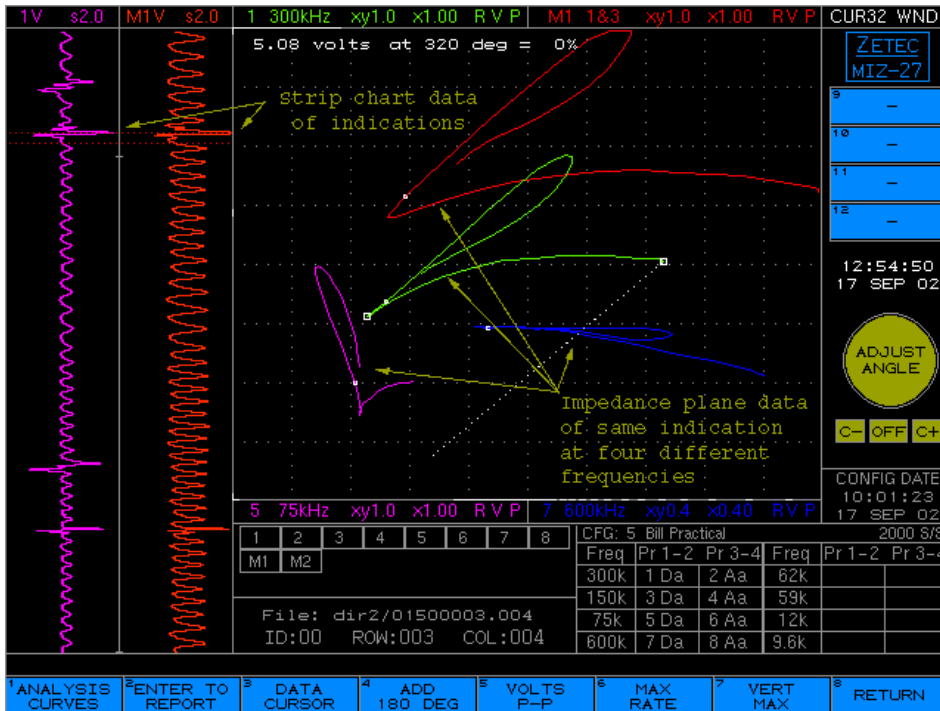 1V s2.0 M1V s2.0 1 300kHz xy1.0 x1.00 R V P M1 1&3 xy1.0 x1.00 R V P CUR32 WND
5.08 volts at 320 deg = 0%
ZETEC
MIZ-27
strip chart data
of indications
9 –
10 –
11 –
12 –
12:54:50
17 SEP 02
ADJUST
ANGLE
Impedance plane data
of same indication
at four different
frequencies
C- OFF C+
CONFIG DATE
10:01:23
17 SEP 02
5 75kHz xy1.0 x1.00 R V P 7 600kHz xy0.4 x0.40 R V P
1 2 3 4 5 6 7 8
M1 M2
CFG: 5 Bill Practical 2000 S/S
Freq Pr 1-2 Pr 3-4 Freq Pr 1-2 Pr 3-4
300k 1 Da 2 Aa 62k
150k 3 Da 4 Aa 59k
75k 5 Da 6 Aa 12k
600k 7 Da 8 Aa 9.6k
File: dir2/01500003.004
ID:00 ROW:003 COL:004
1 ANALYSIS CURVES
2 ENTER TO REPORT
3 DATA CURSOR
4 ADD 180 DEG
5 VOLTS P-P
6 MAX RATE
7 VERT MAX
8 RETURN